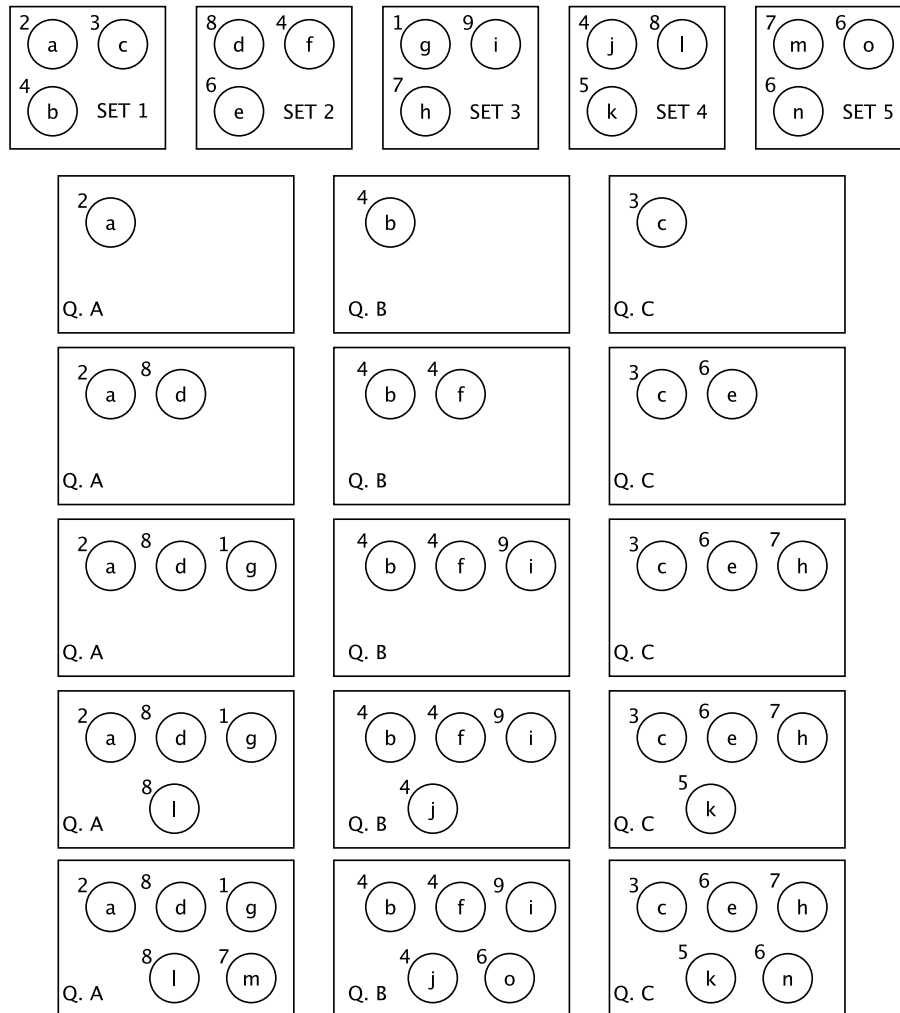 2 3 8 4 1 9 4 8 7 6
a c d f g i j l m o
4 6 7 5 6
b SET 1 e SET 2 h SET 3 k SET 4 n SET 5
2 4 3
a b c
Q. A Q. B Q. C
2 8 4 4 3 6
a d b f c e
Q. A Q. B Q. C
2 8 1 4 4 9 3 6 7
a d g b f i c e h
Q. A Q. B Q. C
2 8 1 4 4 9 3 6 7
a d g b f i c e h
8 4 5
l j k
Q. A Q. B Q. C
2 8 1 4 4 9 3 6 7
a d g b f i c e h
8 7 4 6 5 6
l m j o k n
Q. A Q. B Q. C